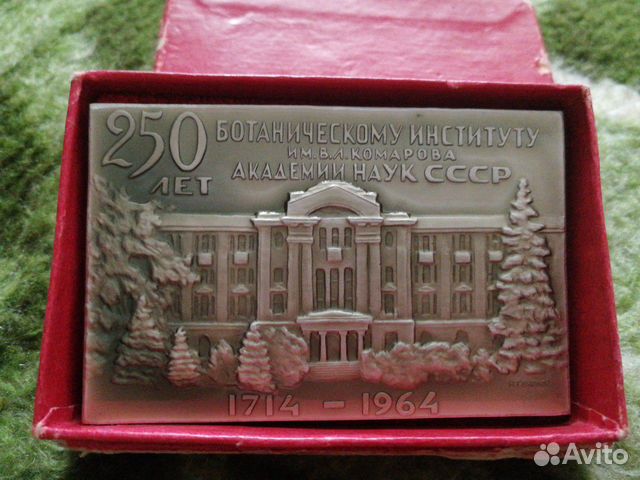 250 ЛЕТ
БОТАНИЧЕСКОМУ ИНСТИТУТУ
ИМ. В.Л. КОМАРОВА
АКАДЕМИИ НАУК СССР
1714 - 1964
Avito